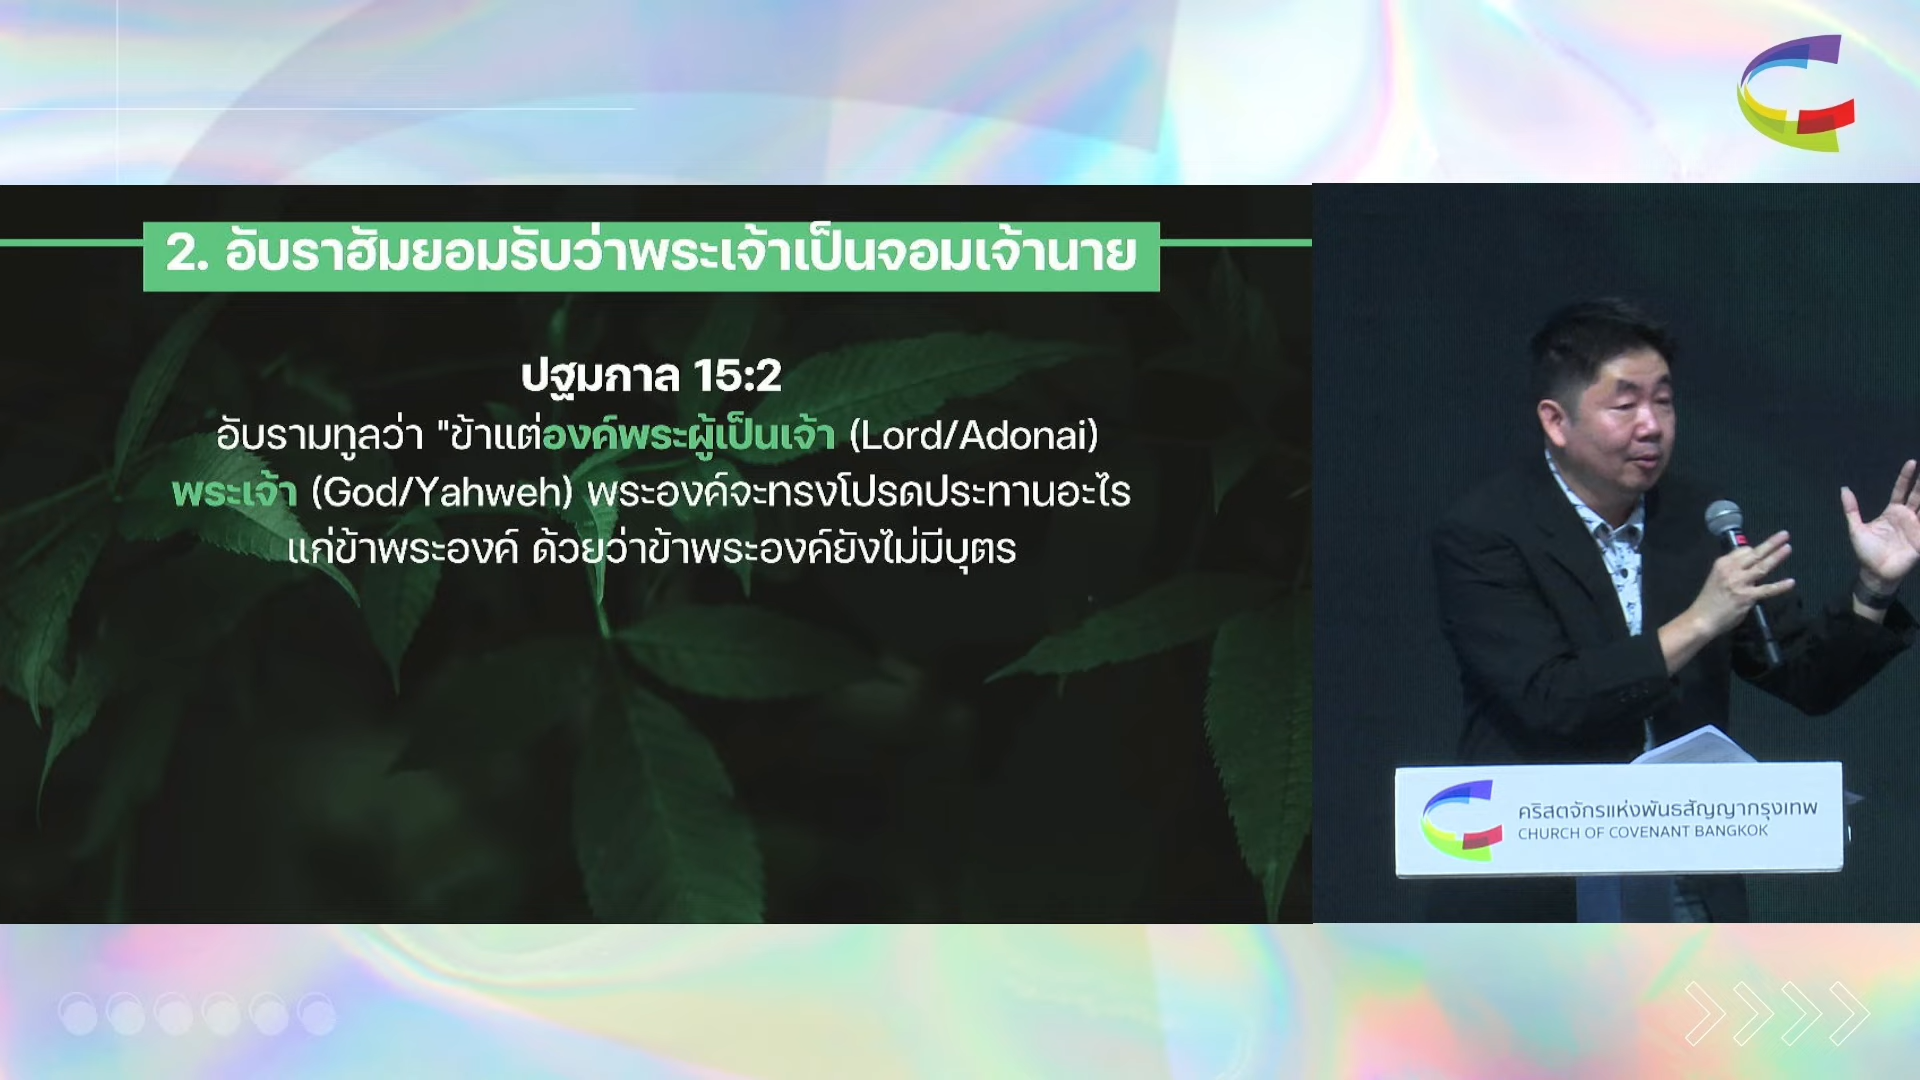 2. อับราฮัมยอมรับว่าพระเจ้าเป็นจอมเจ้านาย
ปฐมกาล 15:2
อับรามทูลว่า "ข้าแต่องค์พระผู้เป็นเจ้า (Lord/Adonai)
พระเจ้า (God/Yahweh) พระองค์จะทรงโปรดประทานอะไร
แก่ข้าพระองค์ ด้วยว่าข้าพระองค์ยังไม่มีบุตร
คริสตจักรแห่งพันธสัญญากรุงเทพ
CHURCH OF COVENANT BANGKOK